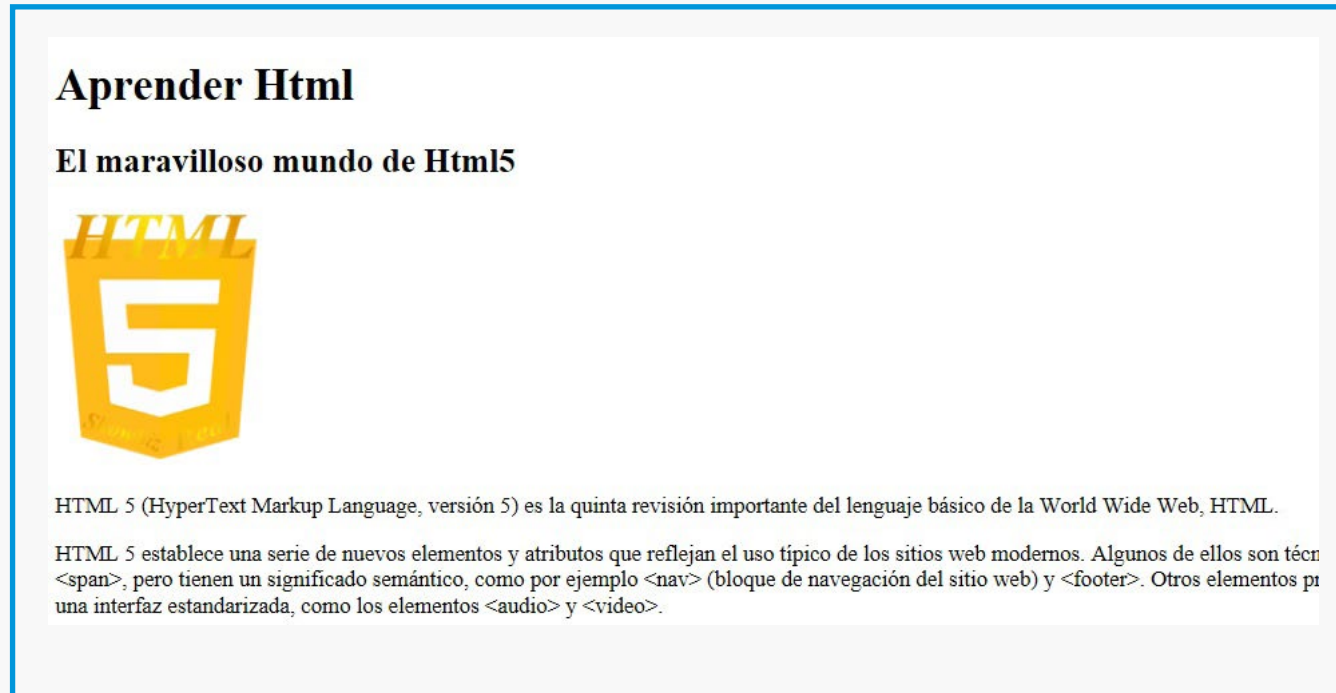 Aprender Html
El maravilloso mundo de Html5
HTML
5
HTML 5 (HyperText Markup Language, versión 5) es la quinta revisión importante del lenguaje básico de la World Wide Web, HTML.
HTML 5 establece una serie de nuevos elementos y atributos que reflejan el uso típico de los sitios web modernos. Algunos de ellos son técn
<span>, pero tienen un significado semántico, como por ejemplo <nav> (bloque de navegación del sitio web) y <footer>. Otros elementos pr
una interfaz estandarizada, como los elementos <audio> y <video>.